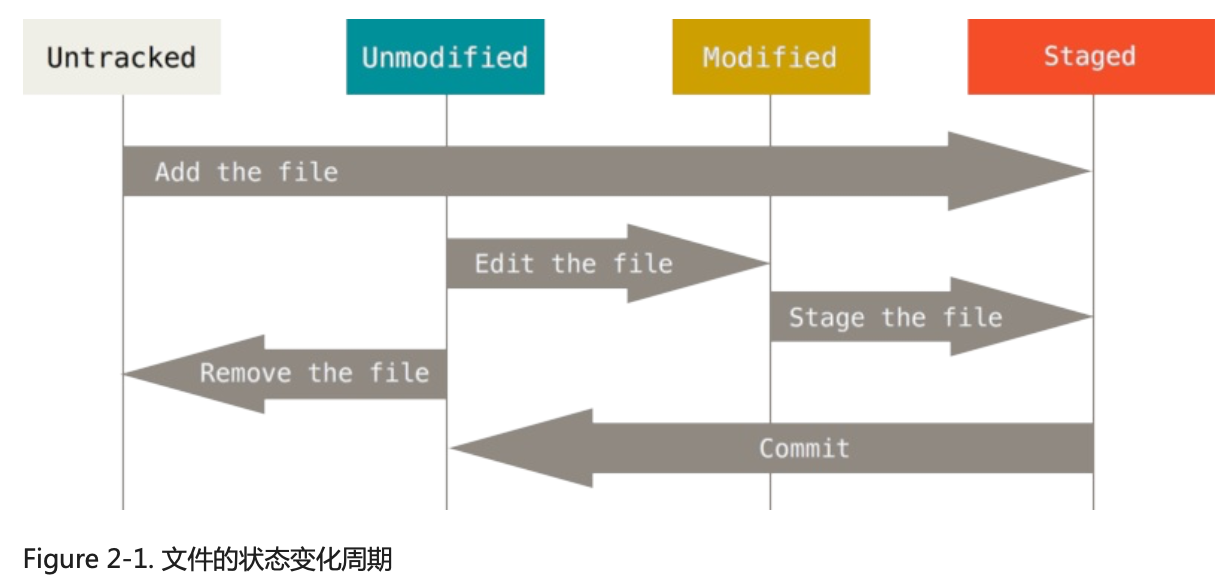 Untracked
Unmodified
Modified
Staged
Add the file
Edit the file
Stage the file
Remove the file
Commit
Figure 2-1. 文件的状态变化周期